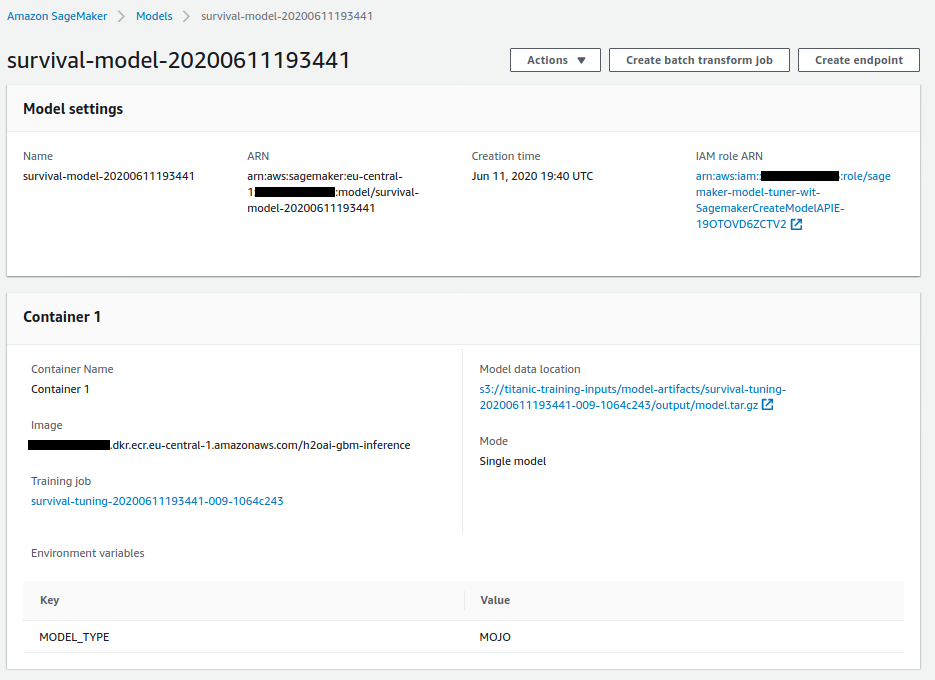 Amazon SageMaker > Models > survival-model-20200611193441
survival-model-20200611193441
Actions ▼ Create batch transform job Create endpoint
Model settings
Name
survival-model-20200611193441
ARN
arn:aws:sagemaker:eu-central-
1: :model/survival-
model-20200611193441
Creation time
Jun 11, 2020 19:40 UTC
IAM role ARN
arn:aws:iam:: :role/sage
maker-model-tuner-wit-
SagemakerCreateModelAPIE-
19OTOVD6ZCTV2
Container 1
Container Name
Container 1
Image
.dkr.ecr.eu-central-1.amazonaws.com/h2oai-gbm-inference
Training job
survival-tuning-20200611193441-009-1064c243
Model data location
s3://titanic-training-inputs/model-artifacts/survival-tuning-
20200611193441-009-1064c243/output/model.tar.gz
Mode
Single model
Environment variables
Key Value
MODEL_TYPE MOJO